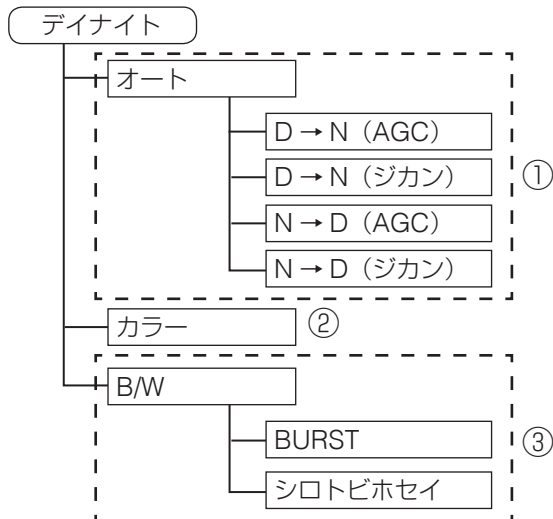 デイナイト
オート
D → N（AGC）
D → N（ジカン）
①
N → D（AGC）
N → D（ジカン）
カラー
②
B/W
BURST
③
シロトビホセイ